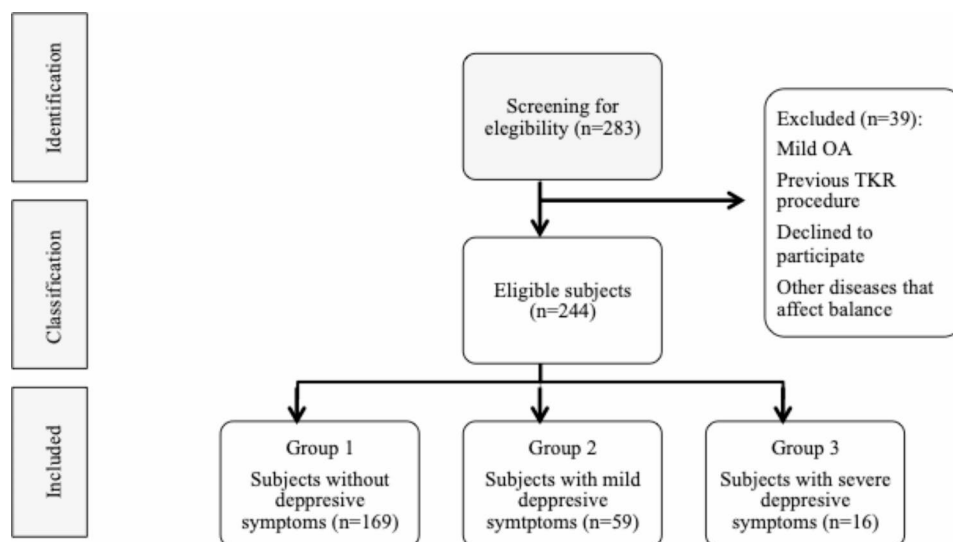 Identification
Screening for
elegibility (n=283)
Excluded (n=39):
Mild OA
Previous TKR
procedure
Declined to
participate
Other diseases that
affect balance
Classification
Eligible subjects
(n=244)
Included
Group 1
Subjects without
deppresive
symptoms (n=169)
Group 2
Subjects with mild
deppresive
symtptoms (n=59)
Group 3
Subjects with severe
deppresive
symptoms (n=16)